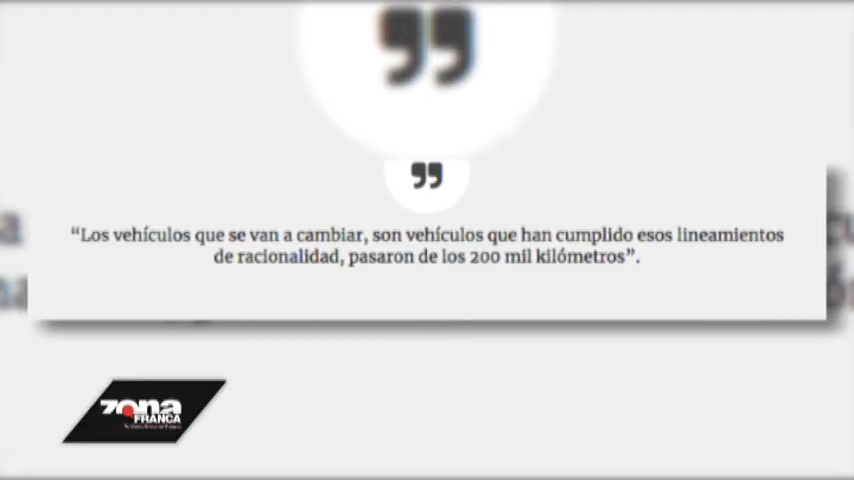 “Los vehículos que se van a cambiar, son vehículos que han cumplido esos lineamientos
de racionalidad, pasaron de los 200 mil kilómetros”.
ZONA
FRANCA